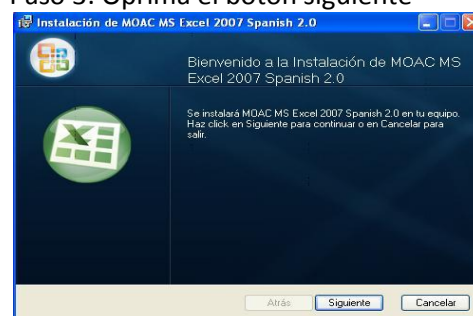 Paso 3: Oprima el botón siguiente
Instalación de MOAC MS Excel 2007 Spanish 2.0
Bienvenido a la Instalación de MOAC MS
Excel 2007 Spanish 2.0
Se instalará MOAC MS Excel 2007 Spanish 2.0 en tu equipo.
Haz click en Siguiente para continuar o en Cancelar para
salir.
Atrás Siguiente Cancelar